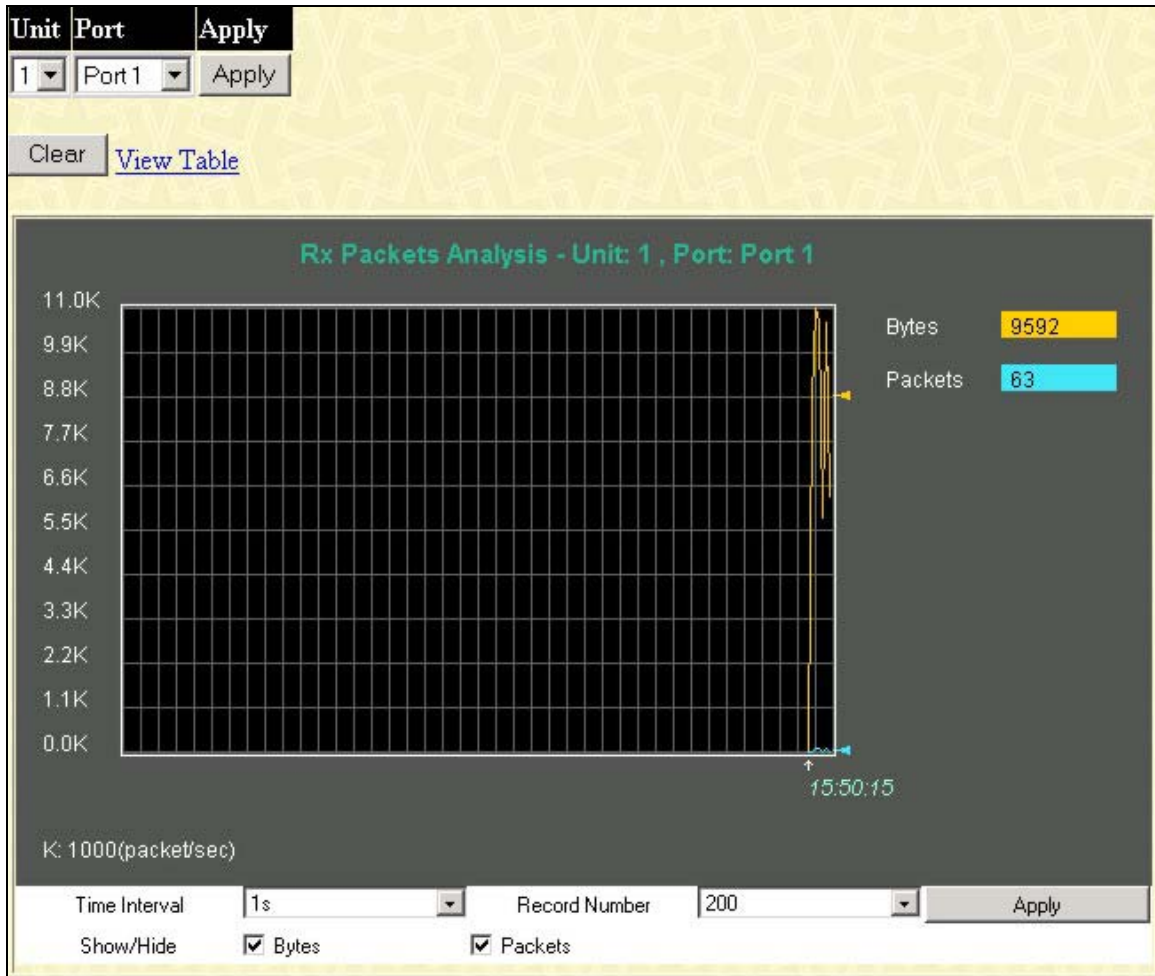 Unit Port Apply
1 Port 1 Apply
Clear View Table
Rx Packets Analysis - Unit: 1 , Port: Port 1
11.0K
9.9K
8.8K
7.7K
6.6K
5.5K
4.4K
3.3K
2.2K
1.1K
0.0K
Bytes 9592
Packets 63
15:50:15
K: 1000(packet/sec)
Time Interval 1s Record Number 200 Apply
Show/Hide Bytes Packets